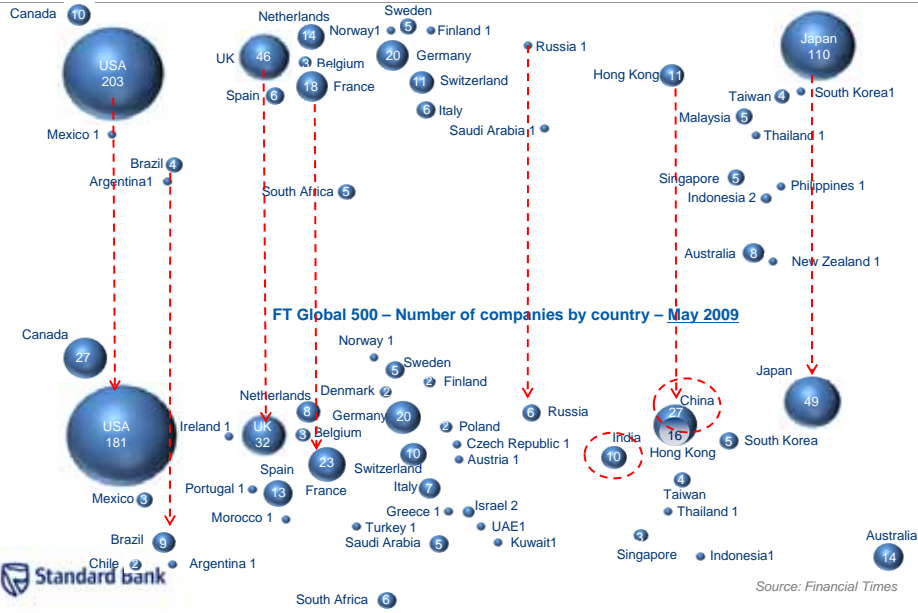 Canada 10
Netherlands
14
Norway1
Sweden
5
Finland 1
USA
203
UK 46
3 Belgium
20 Germany
Russia 1
Japan
110
Spain 6
18 France
11 Switzerland
Hong Kong 11
Taiwan 4
South Korea1
6 Italy
Malaysia 5
Mexico 1
Saudi Arabia 1
Thailand 1
Brazil 4
Argentina1
South Africa 5
Singapore 5
Philippines 1
Indonesia 2
Australia 8
New Zealand 1
FT Global 500 – Number of companies by country – May 2009
Canada
27
Norway 1
Sweden
5
Denmark 2
2 Finland
Japan
49
Netherlands
8
USA
181
Ireland 1
UK
32
3 Belgium
Germany
20
2 Poland
6 Russia
China
27
16
Hong Kong
India
10
5 South Korea
Czech Republic 1
Austria 1
Spain
13
23
France
Switzerland
10
Portugal 1
Italy 7
4
Taiwan
Mexico 3
Morocco 1
Greece 1
Israel 2
Thailand 1
Turkey 1
UAE1
Brazil 9
Saudi Arabia 5
Kuwait1
3
Singapore
Indonesia1
Australia
14
Chile 2
Argentina 1
Standard Bank
South Africa 6
Source: Financial Times